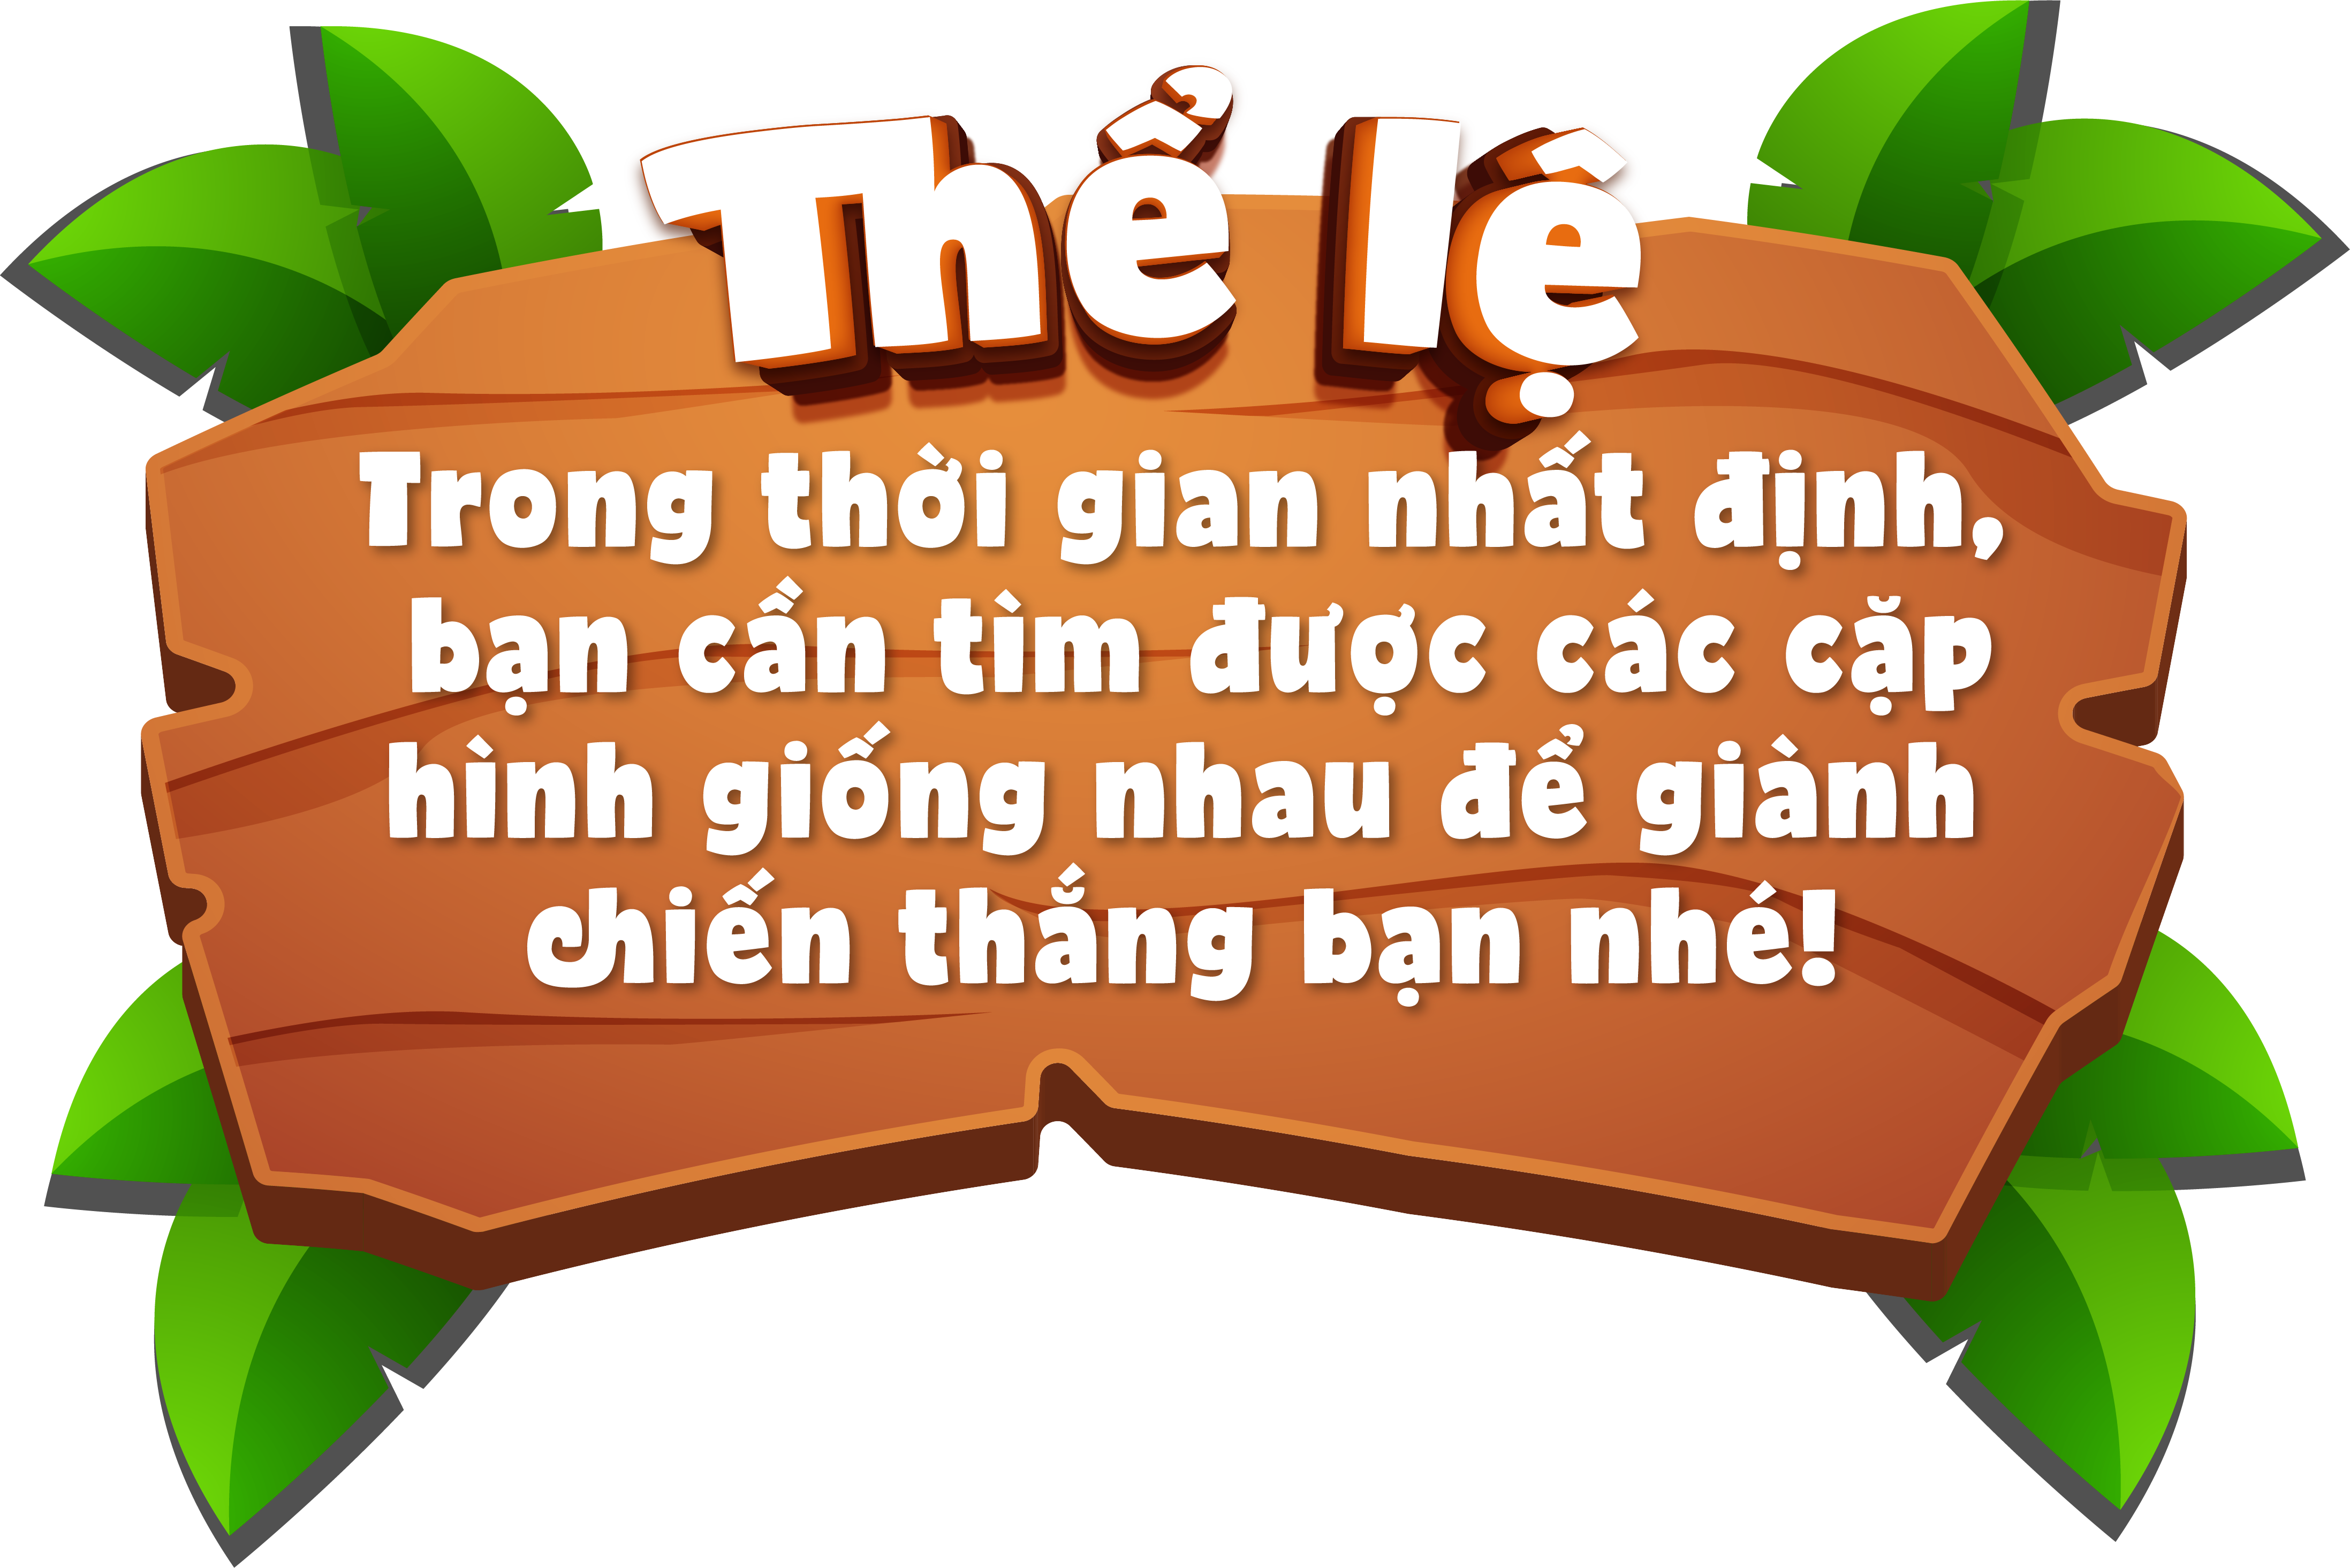 Thể lệ
Trong thời gian nhất định,
bạn cần tìm được các cặp
hình giống nhau để giành
chiến thắng bạn nhé!